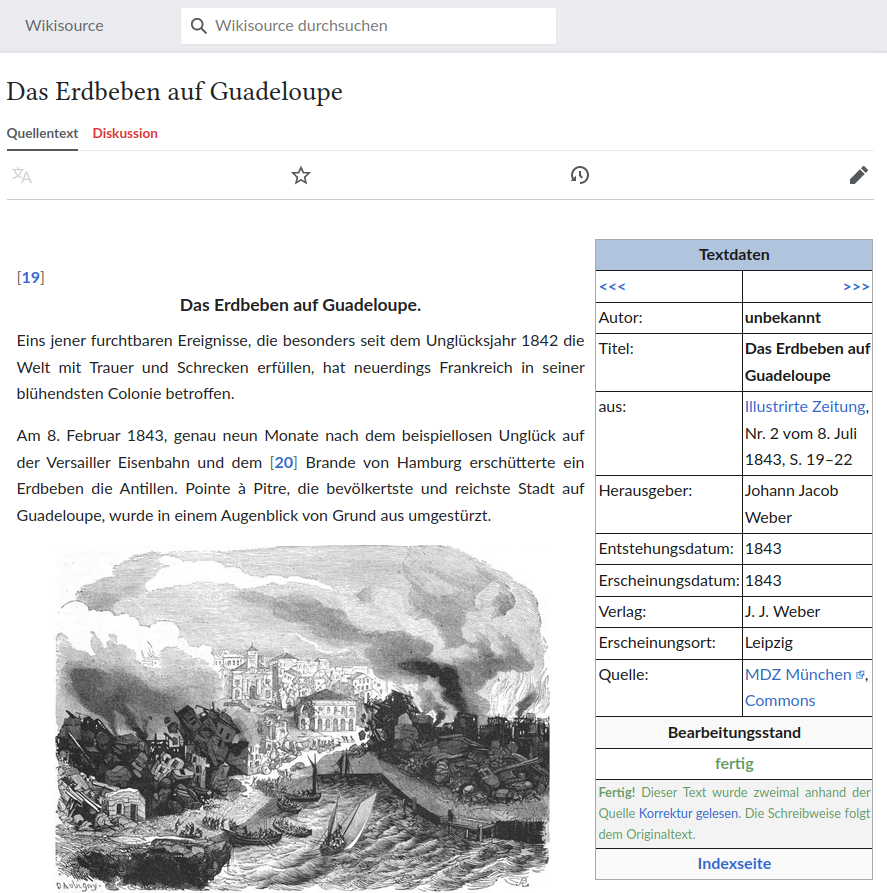 Wikisource
Wikisource durchsuchen
Das Erdbeben auf Guadeloupe
Quellentext Diskussion
[19]
Das Erdbeben auf Guadeloupe.
Eins jener furchtbaren Ereignisse, die besonders seit dem Unglücksjahr 1842 die
Welt mit Trauer und Schrecken erfüllen, hat neuerdings Frankreich in seiner
blühendsten Colonie betroffen.
Am 8. Februar 1843, genau neun Monate nach dem beispiellosen Unglück auf
der Versailler Eisenbahn und dem [20] Brande von Hamburg erschütterte ein
Erdbeben die Antillen. Pointe à Pitre, die bevölkertste und reichste Stadt auf
Guadeloupe, wurde in einem Augenblick von Grund aus umgestürzt.
Textdaten
<<< >>>
Autor: unbekannt
Titel: Das Erdbeben auf
Guadeloupe
aus: Illustrirte Zeitung,
Nr. 2 vom 8. Juli
1843, S. 19–22
Herausgeber: Johann Jacob
Weber
Entstehungsdatum: 1843
Erscheinungsdatum: 1843
Verlag: J. J. Weber
Erscheinungsort: Leipzig
Quelle: MDZ München,
Commons
Bearbeitungsstand
fertig
Fertig! Dieser Text wurde zweimal anhand der
Quelle Korrektur gelesen. Die Schreibweise folgt
dem Originaltext.
Indexseite